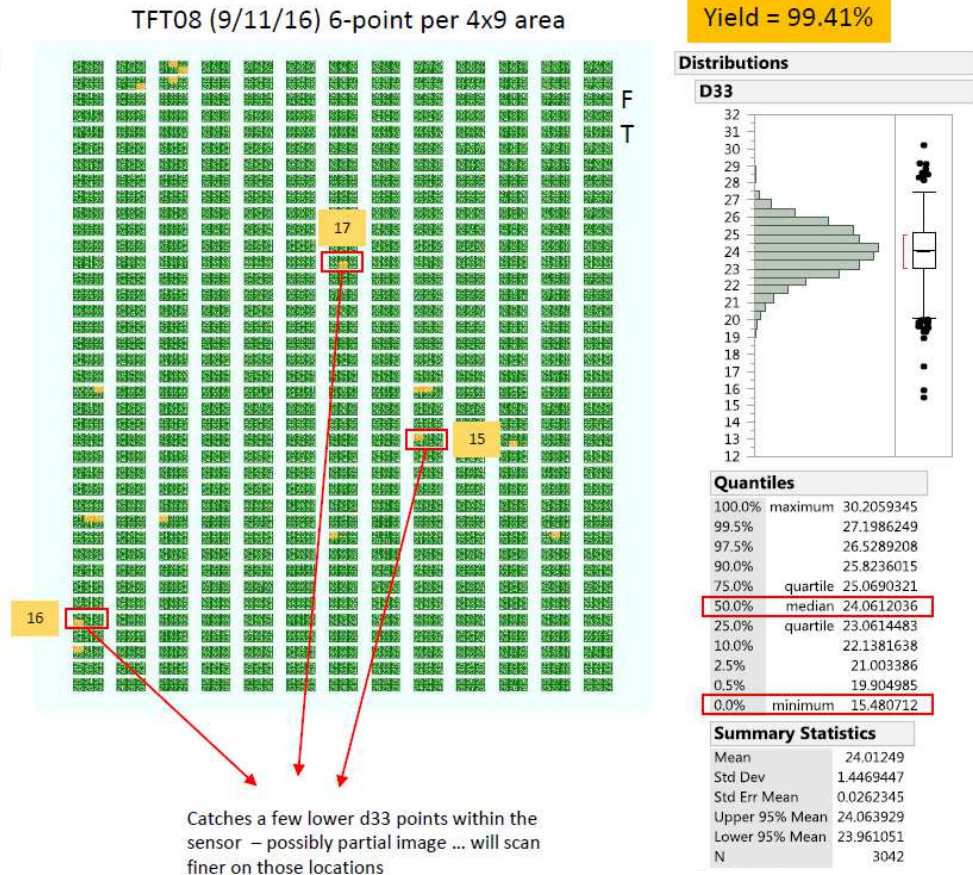 TFT08 (9/11/16) 6-point per 4x9 area
Yield = 99.41%
F
T
17
15
16
Catches a few lower d33 points within the
sensor – possibly partial image ... will scan
finer on those locations
Distributions
D33
32
31
30
29
28
27
26
25
24
23
22
21
20
19
18
17
16
15
14
13
12
Quantiles
100.0% maximum 30.2059345
99.5% 27.1986249
97.5% 26.5289208
90.0% 25.8236015
75.0% quartile 25.0690321
50.0% median 24.0612036
25.0% quartile 23.0614483
10.0% 22.1381638
2.5% 21.003386
0.5% 19.904985
0.0% minimum 15.480712
Summary Statistics
Mean 24.01249
Std Dev 1.4469447
Std Err Mean 0.0262345
Upper 95% Mean 24.063929
Lower 95% Mean 23.961051
N 3042